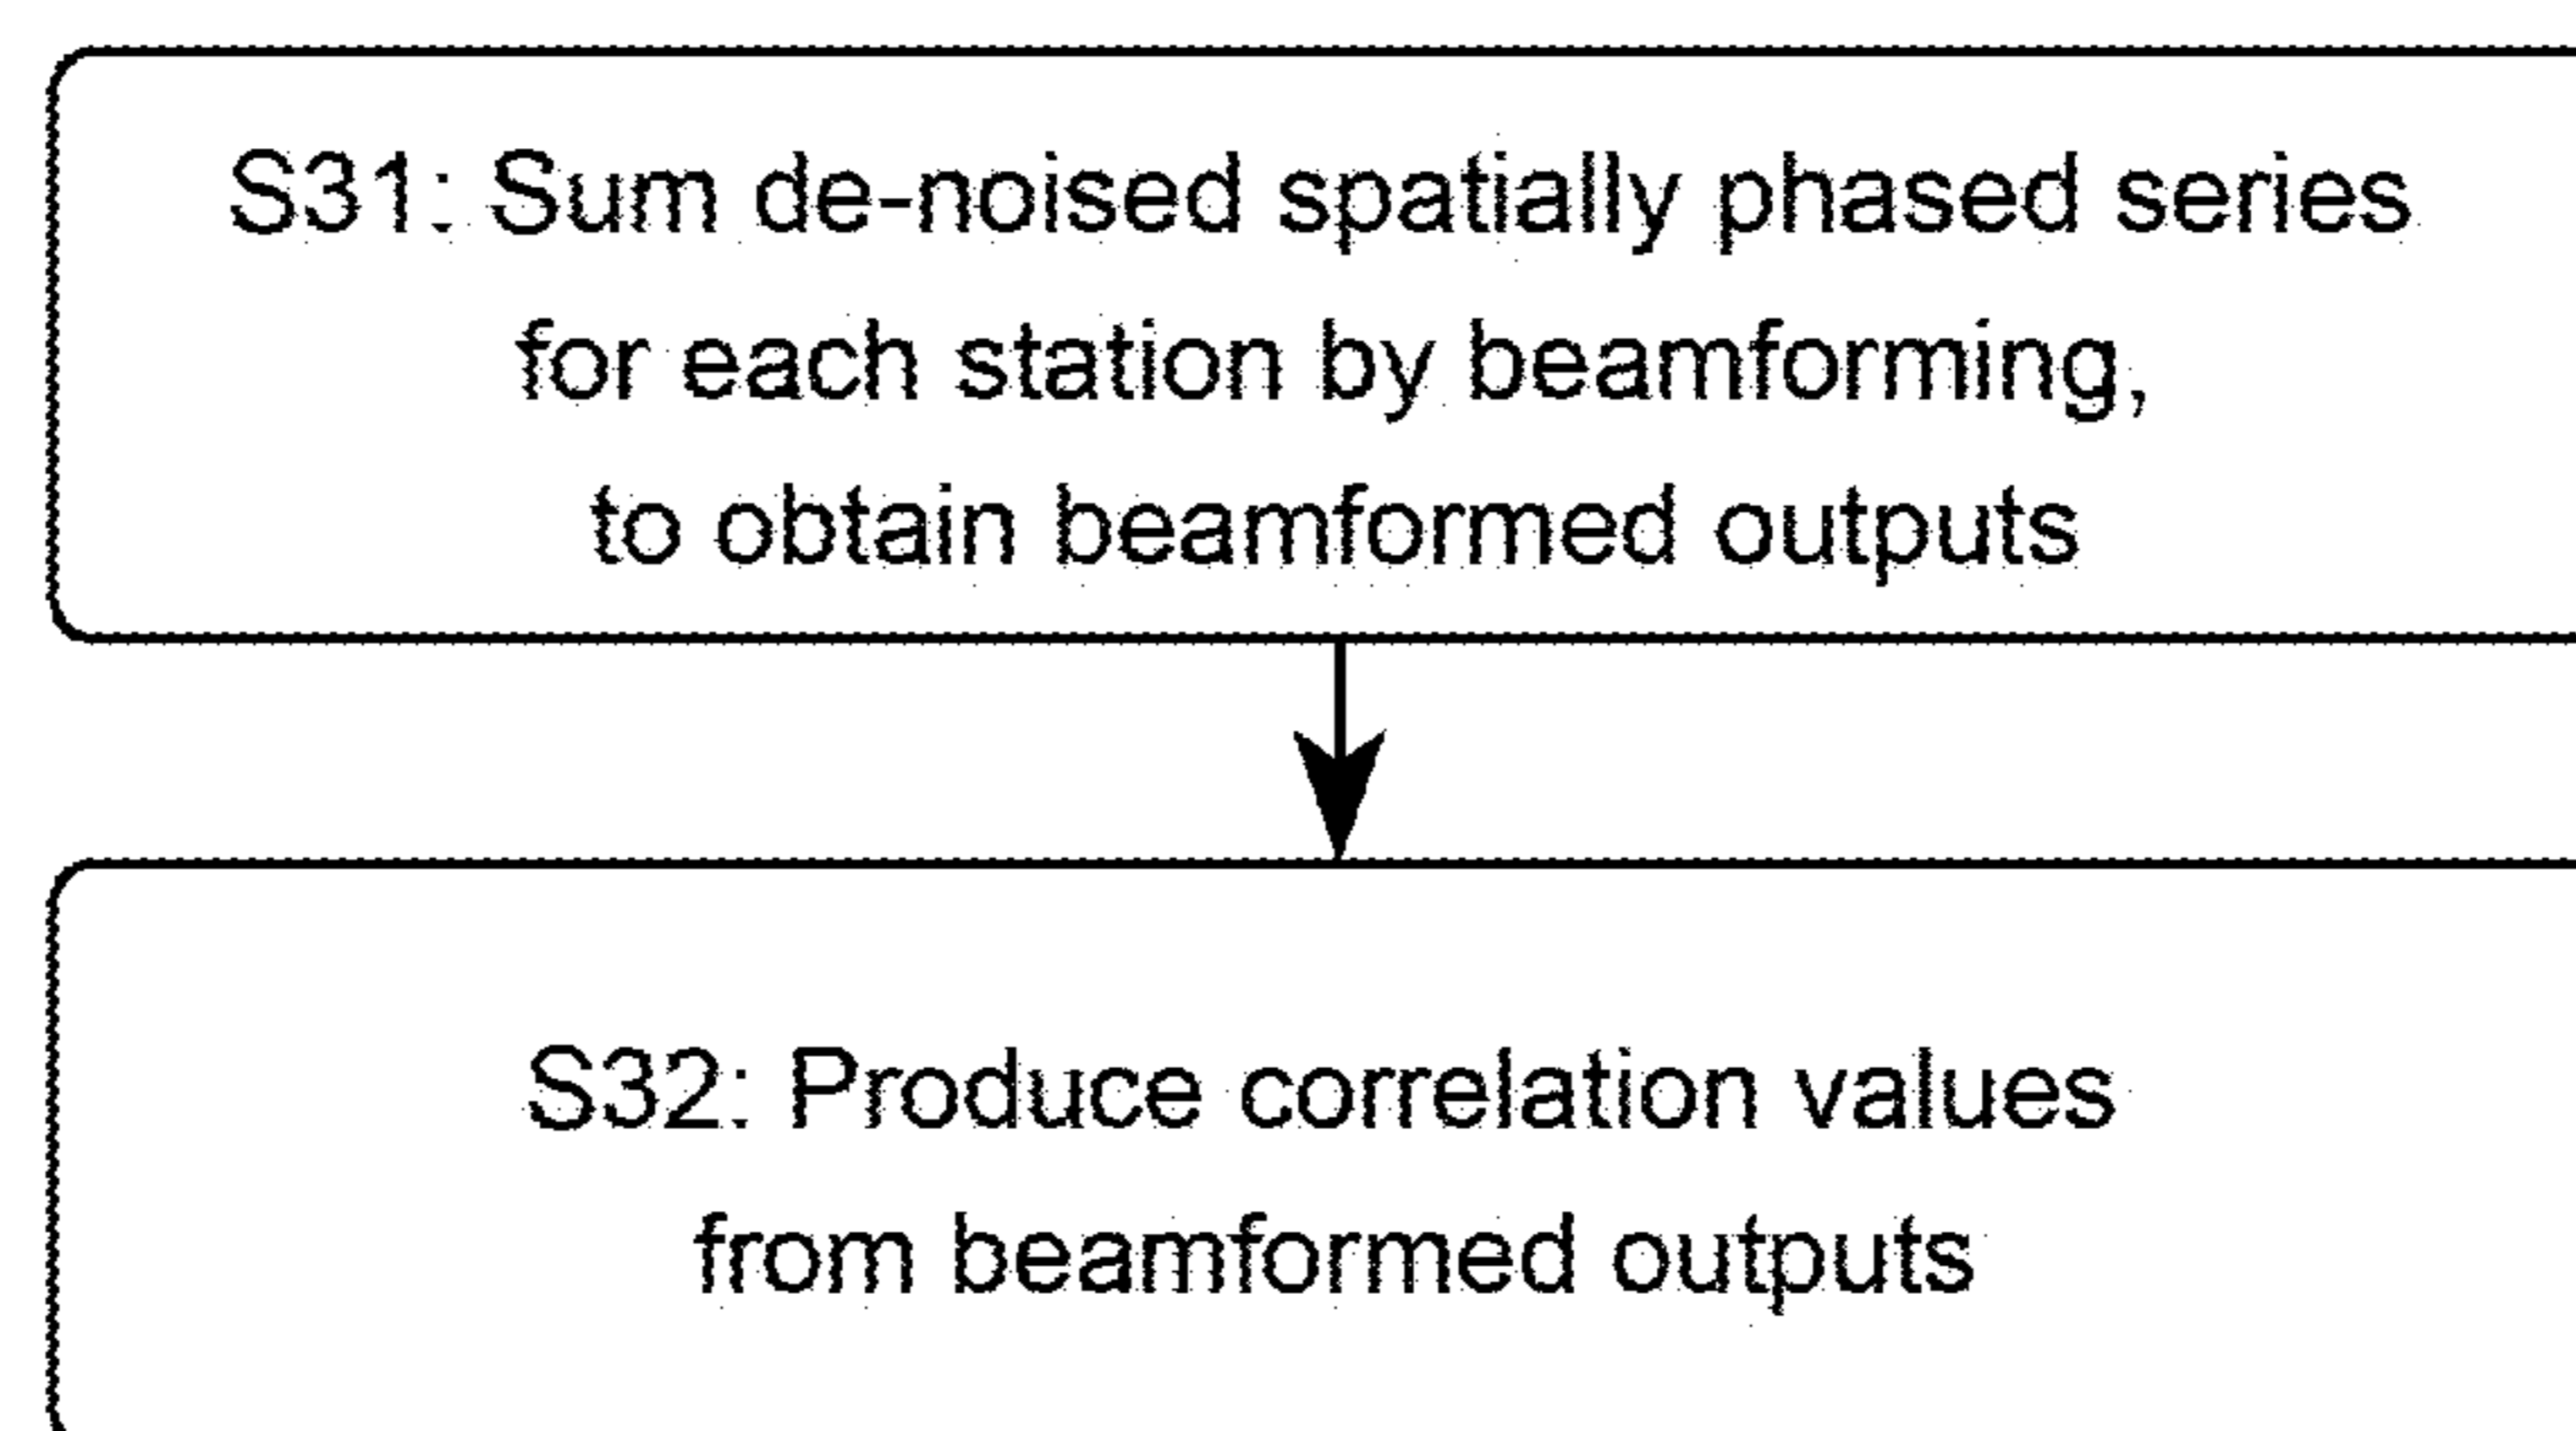 S31: Sum de-noised spatially phased series
for each station by beamforming,
to obtain beamformed outputs
S32: Produce correlation values
from beamformed outputs